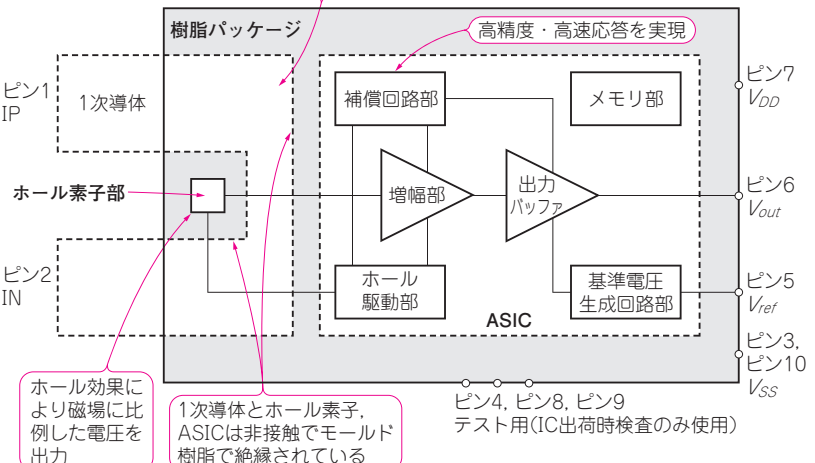 樹脂パッケージ
高精度・高速応答を実現
ピン1
IP
1次導体
補償回路部
メモリ部
ピン7
VDD
ホール素子部
増幅部
出力
バッファ
ピン6
Vout
ピン2
IN
ホール
駆動部
基準電圧
生成回路部
ASIC
ピン5
Vref
ピン3,
ピン10
VSS
ホール効果に
より磁場に比
例した電圧を
出力
1次導体とホール素子,
ASICは非接触でモールド
樹脂で絶縁されている
ピン4, ピン8, ピン9
テスト用(IC出荷時検査のみ使用)